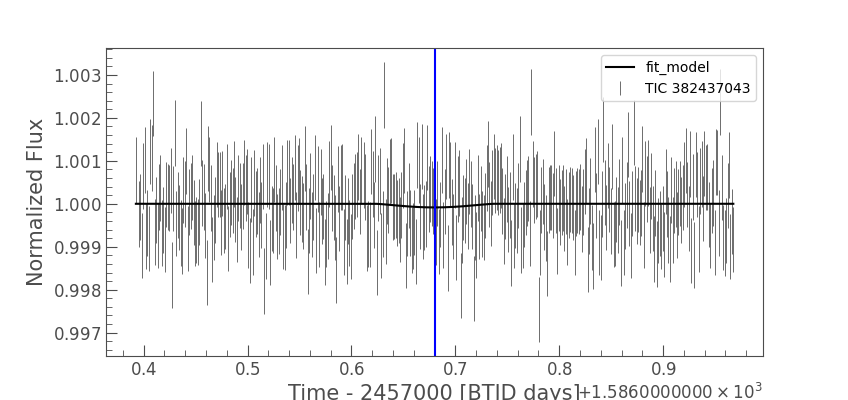 1.003
1.002
1.001
1.000
0.999
0.998
0.997
Normalized Flux
fit_model
TIC 382437043
0.4 0.5 0.6 0.7 0.8 0.9
Time - 2457000 [BTJD days]
+1.5860000000 × 10³